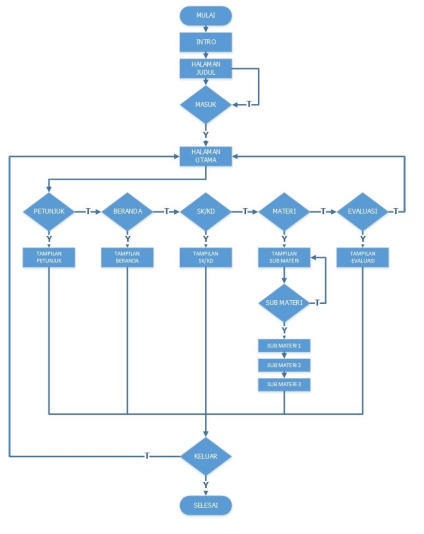 MULAI
INTRO
HALAMAN
JUDUL
MASUK
T
Y
HALAMAN
UTAMA
PETUNJUK
T
BERANDA
T
SK/KD
T
MATERI
T
EVALUASI
T
Y
Y
Y
Y
Y
TAMPILAN
PETUNJUK
TAMPILAN
BERANDA
TAMPILAN
SK/KD
TAMPILAN
SUB MATERI
TAMPILAN
EVALUASI
SUB MATERI
T
Y
SUB MATERI 1
SUB MATERI 2
SUB MATERI 3
T
KELUAR
Y
SELESAI